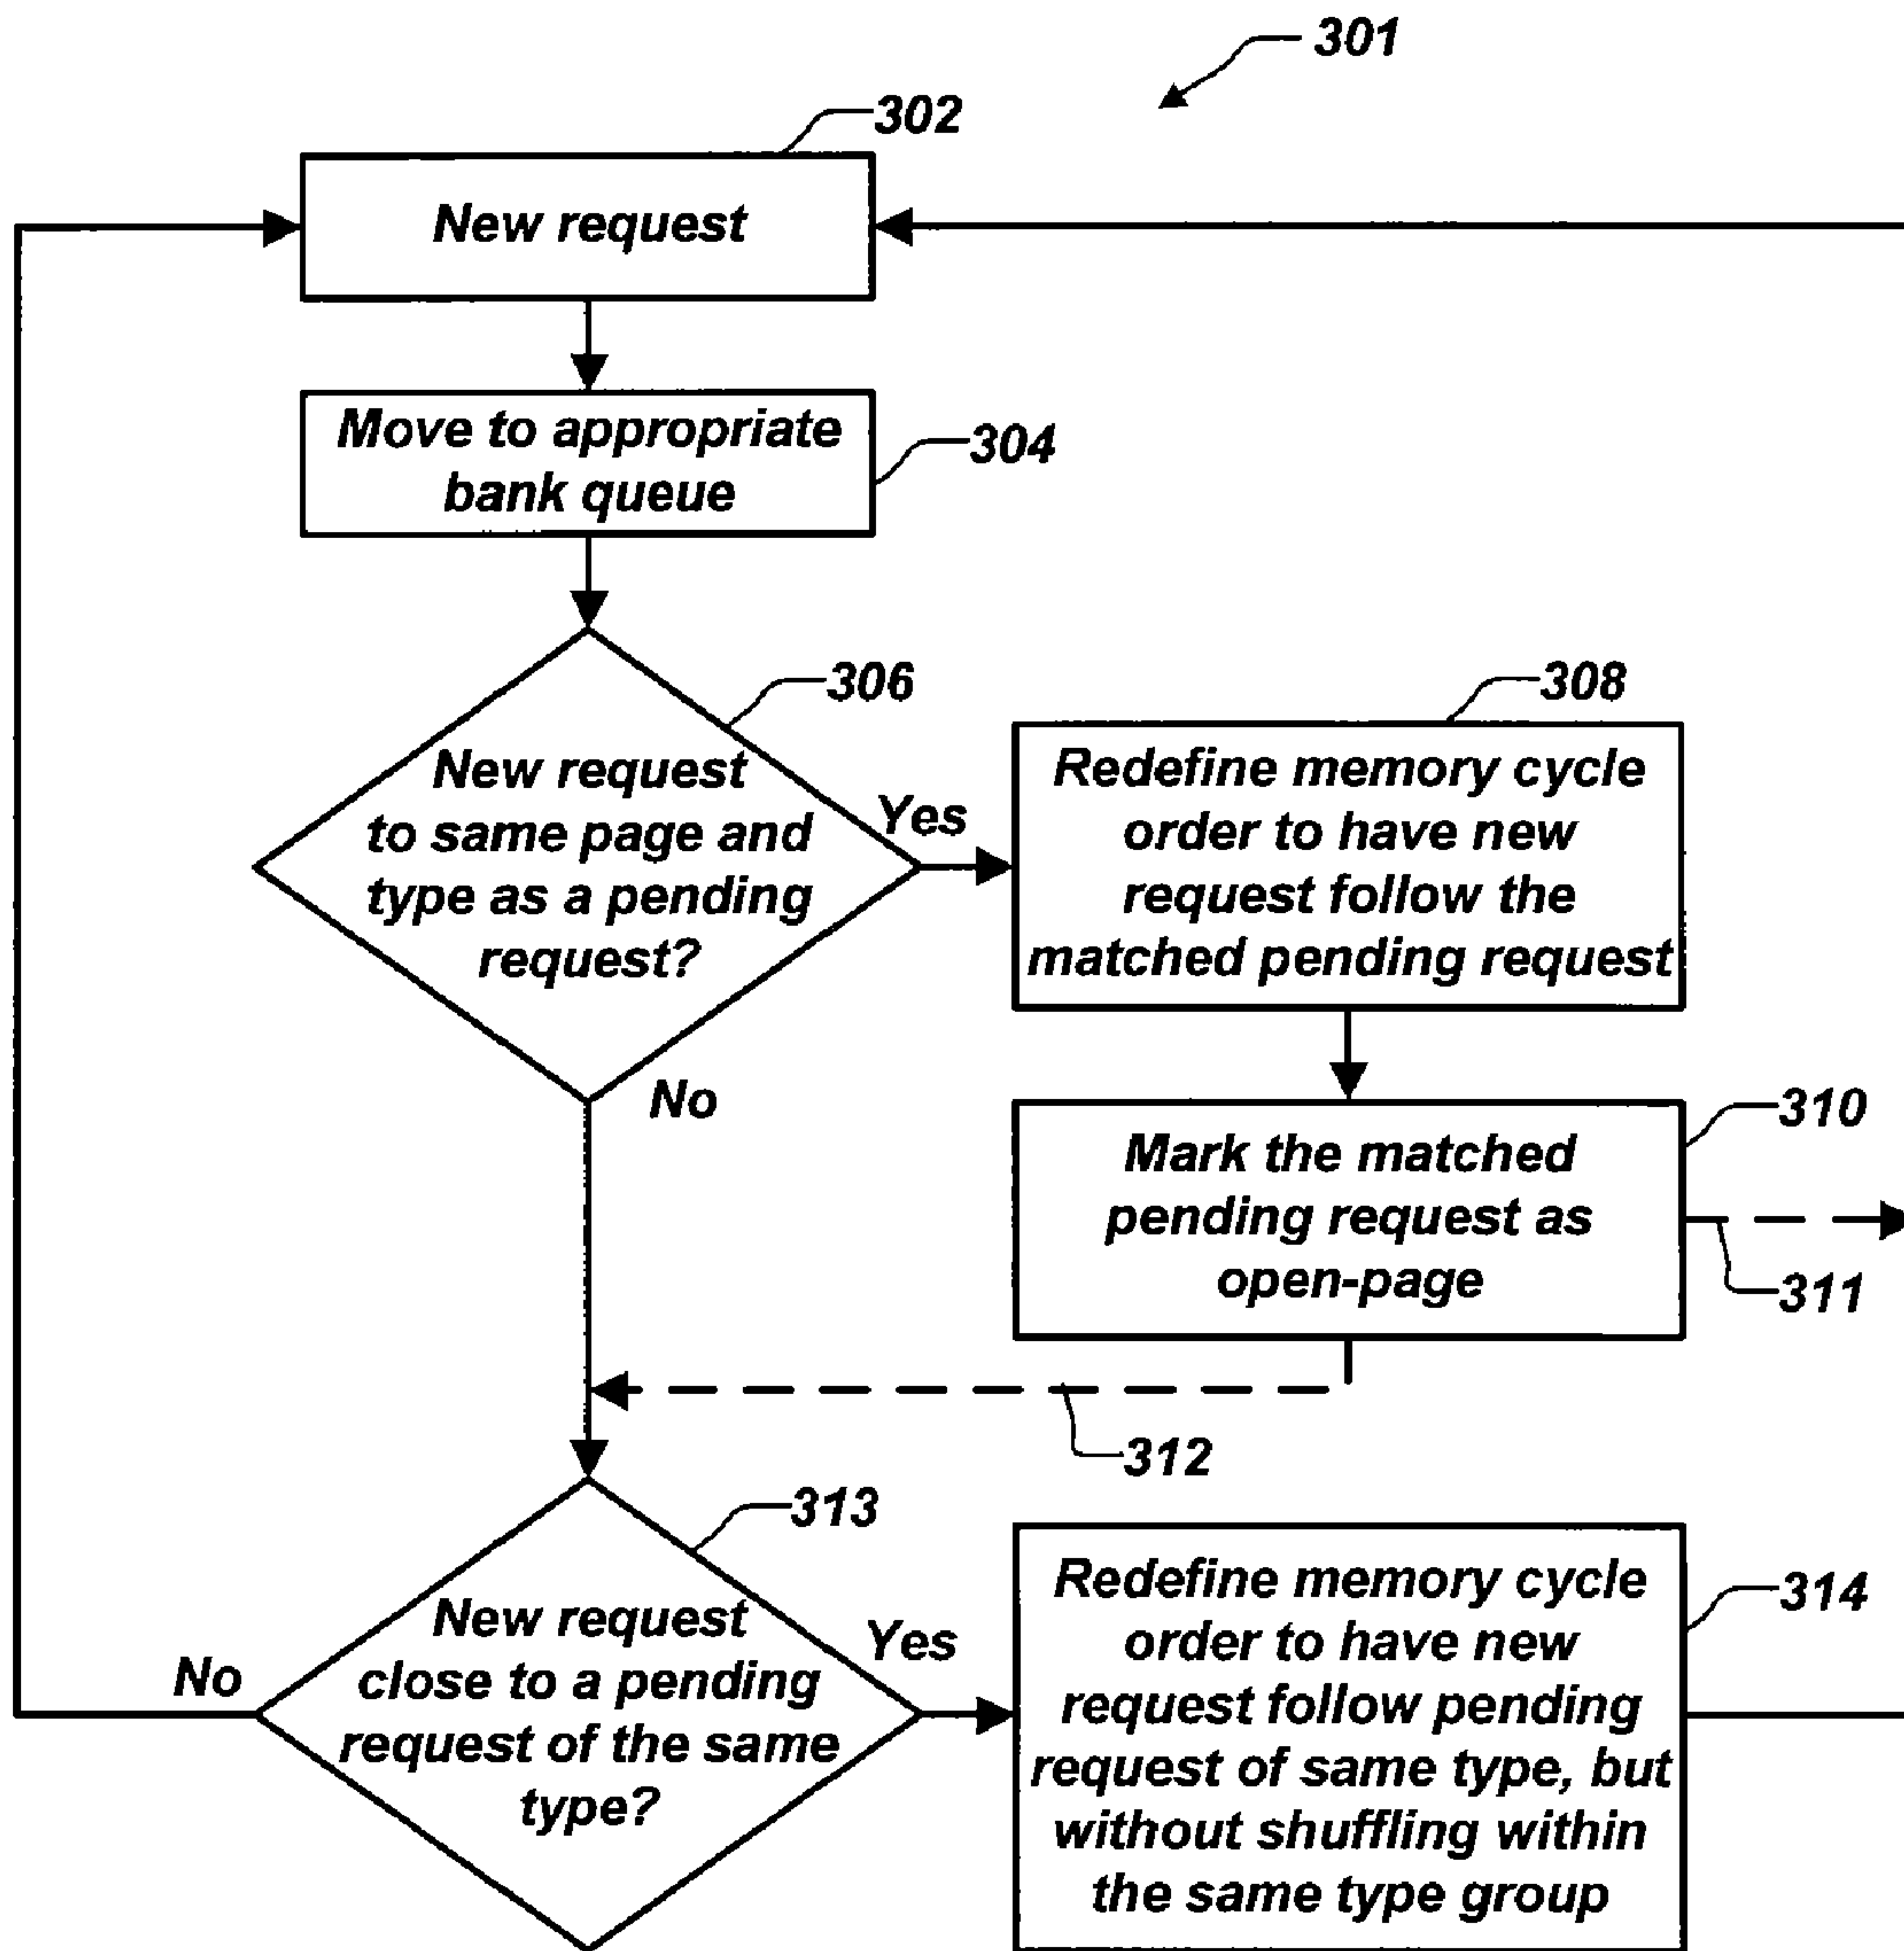 301
302
New request
Move to appropriate
bank queue
304
306
New request
to same page and
type as a pending
request?
Yes
No
308
Redefine memory cycle
order to have new
request follow the
matched pending request
310
Mark the matched
pending request as
open-page
311
312
313
New request
close to a pending
request of the same
type?
No
Yes
314
Redefine memory cycle
order to have new
request follow pending
request of same type, but
without shuffling within
the same type group